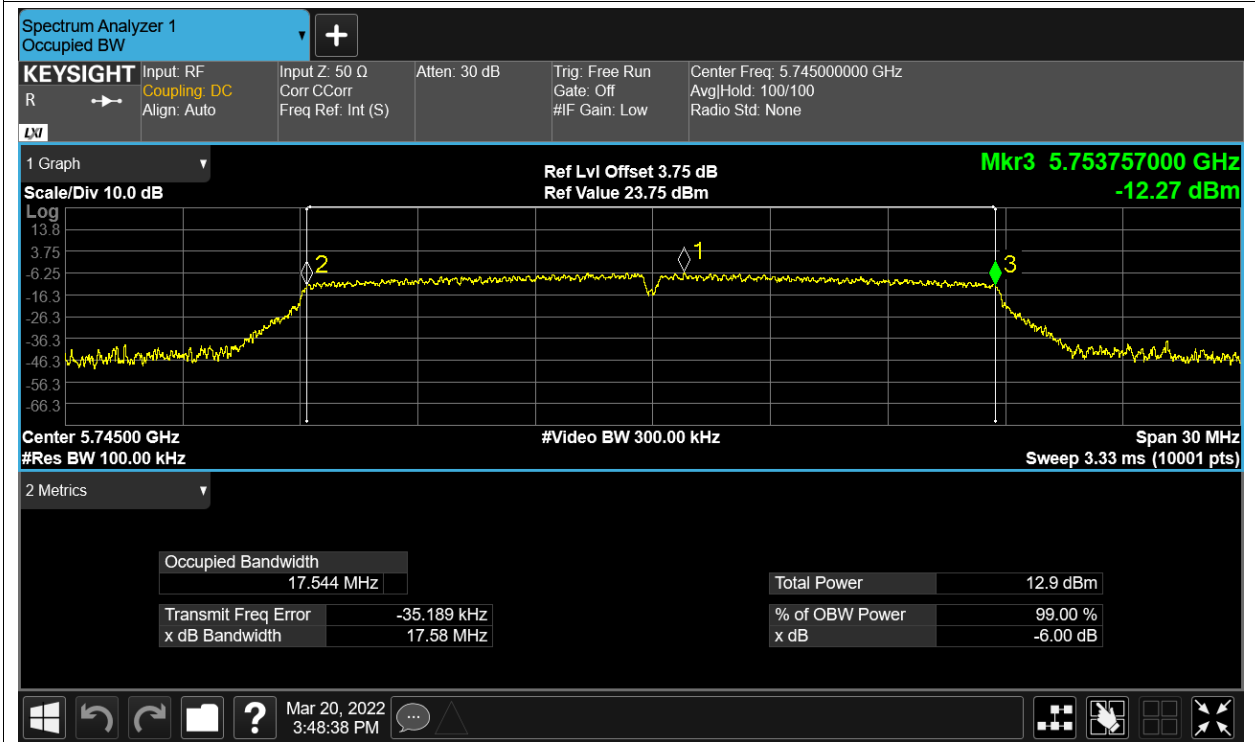 Spectrum Analyzer 1
Occupied BW
KEYSIGHT
R
LXI
Input: RF
Coupling: DC
Align: Auto
Input Z: 50 Ω
Corr CCorr
Freq Ref: Int (S)
Atten: 30 dB
Trig: Free Run
Gate: Off
#IF Gain: Low
Center Freq: 5.745000000 GHz
Avg|Hold: 100/100
Radio Std: None
1 Graph
Scale/Div 10.0 dB
Ref Lvl Offset 3.75 dB
Ref Value 23.75 dBm
Mkr3 5.753757000 GHz
-12.27 dBm
Log
13.8
3.75
-6.25
-16.3
-26.3
-36.3
-46.3
-56.3
-66.3
2
1
3
Center 5.74500 GHz
#Res BW 100.00 kHz
#Video BW 300.00 kHz
Span 30 MHz
Sweep 3.33 ms (10001 pts)
2 Metrics
Occupied Bandwidth
17.544 MHz
Transmit Freq Error -35.189 kHz
x dB Bandwidth 17.58 MHz
Total Power 12.9 dBm
% of OBW Power 99.00 %
x dB -6.00 dB
?
Mar 20, 2022
3:48:38 PM